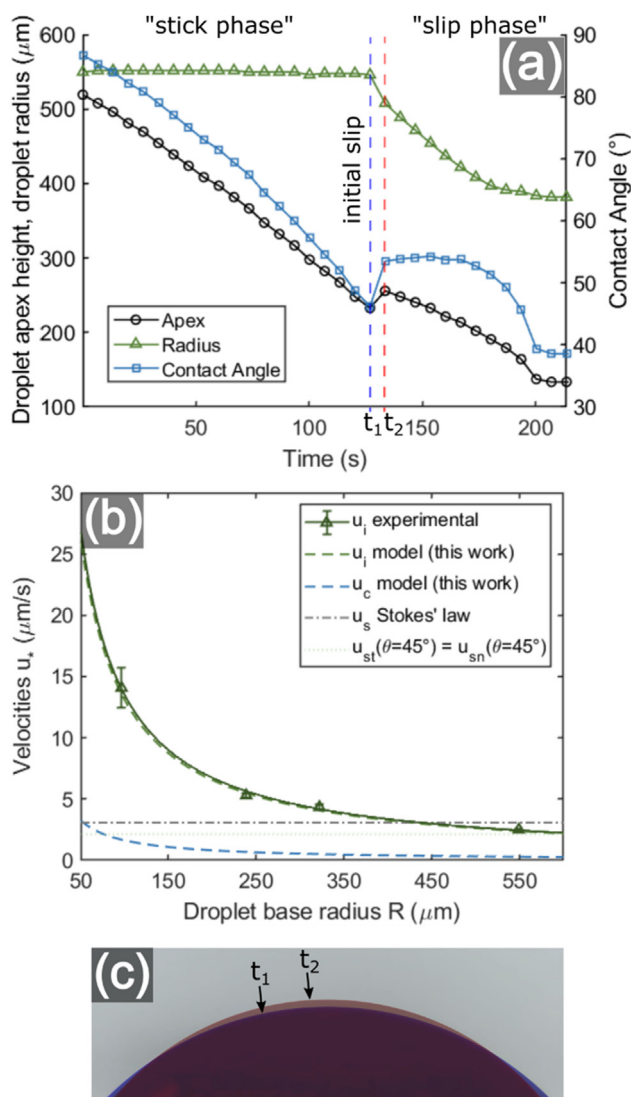 "stick phase" "slip phase"
(a)
600 90
500 80
400 70
300 60
200 50
100 40
30
initial slip
Apex
Radius
Contact Angle
50 100 t₁ t₂ 150 200
Time (s)
Droplet apex height, droplet radius (μm)
Contact Angle (°)
(b)
30
25
20
15
10
5
0
uᵢ experimental
uᵢ model (this work)
u_c model (this work)
uₛ Stokes' law
u_st(θ=45°) = u_sn(θ=45°)
50 150 250 350 450 550
Droplet base radius R (μm)
Velocities u* (μm/s)
(c)
t₁ t₂